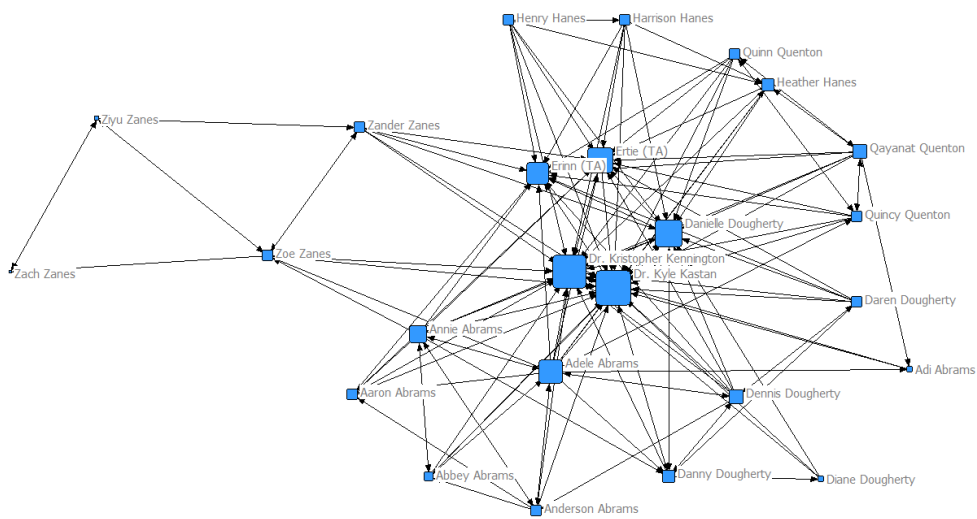 Henry Hanes
Harrison Hanes
Quinn Quenton
Heather Hanes
Ziyu Zanes
Zander Zanes
Ertie (TA)
Qayanat Quenton
Erinn (TA)
Quincy Quenton
Danielle Dougherty
Zoe Zanes
Dr. Kristopher Kennington
Zach Zanes
Dr. Kyle Kastan
Daren Dougherty
Annie Abrams
Adele Abrams
Adi Abrams
Aaron Abrams
Dennis Dougherty
Abbey Abrams
Danny Dougherty
Diane Dougherty
Anderson Abrams